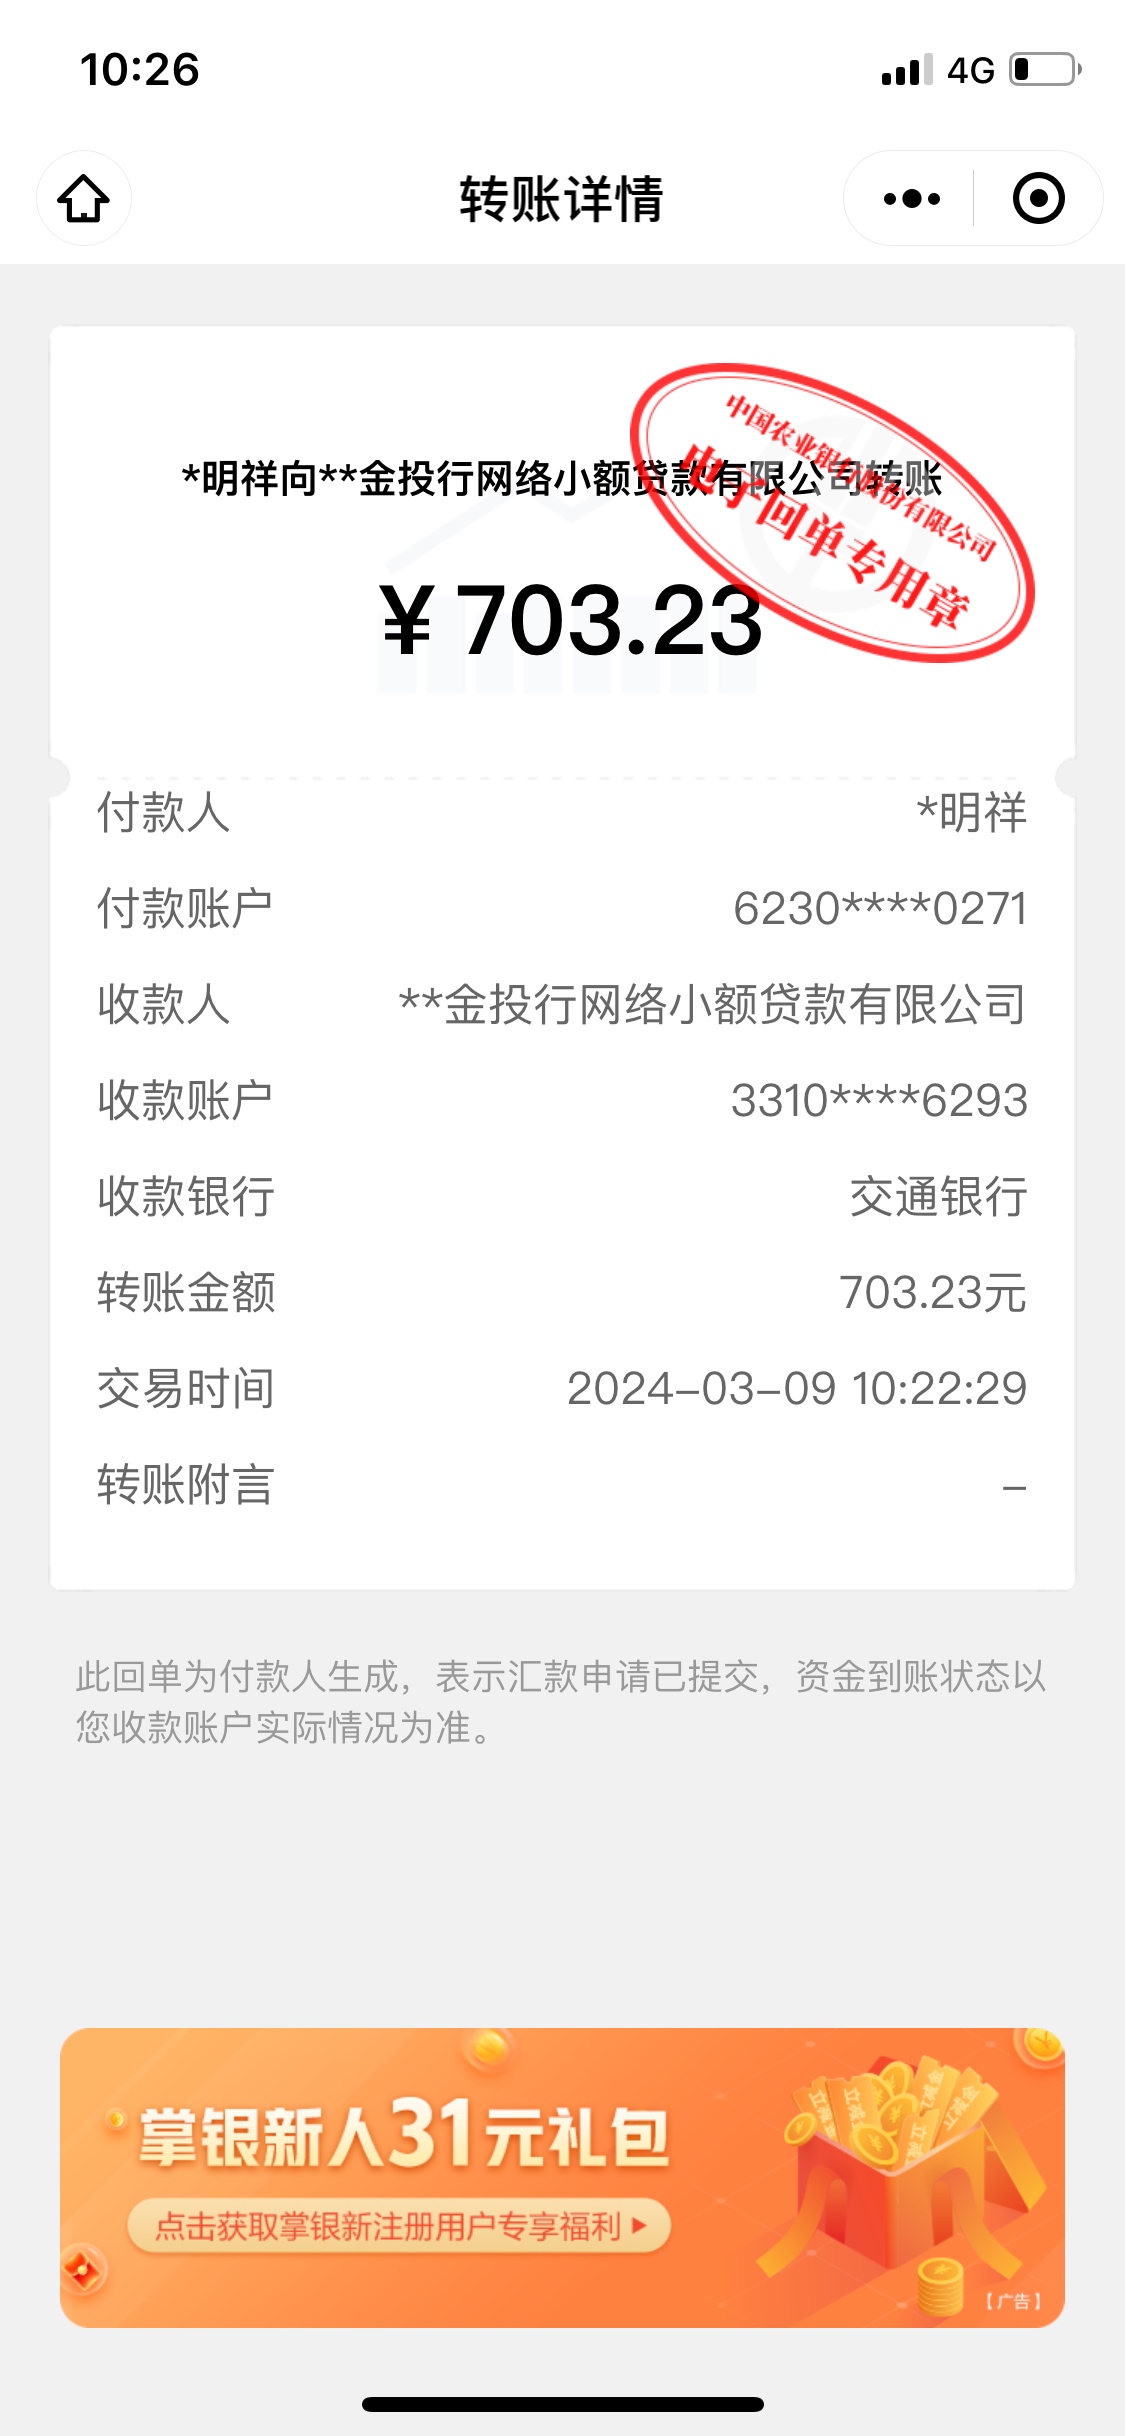 10:26
4G
转账详情
中国农业银行股份有限公司
电子回单专用章
*明祥向**金投行网络小额贷款有限公司转账
¥703.23
付款人 *明祥
付款账户 6230****0271
收款人 **金投行网络小额贷款有限公司
收款账户 3310****6293
收款银行 交通银行
转账金额 703.23元
交易时间 2024-03-09 10:22:29
转账附言 -
此回单为付款人生成，表示汇款申请已提交，资金到账状态以
您收款账户实际情况为准。
掌银新人31元礼包
点击获取掌银新注册用户专享福利
立减金
立减金
【广告】